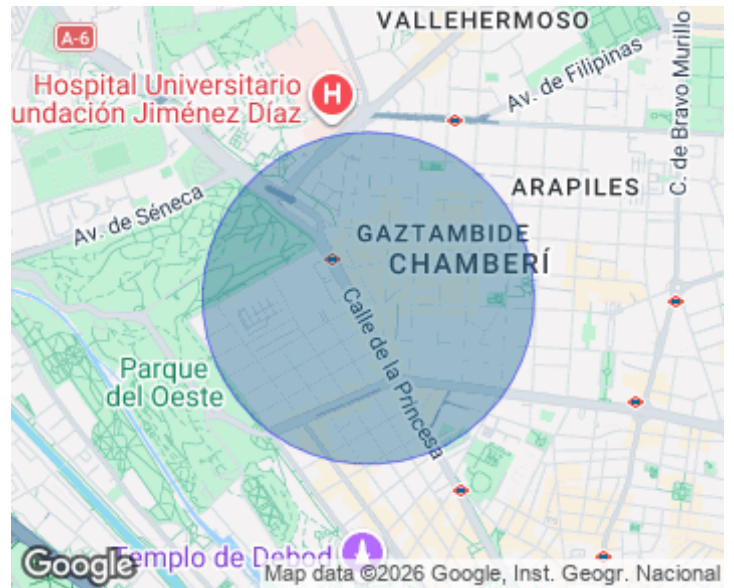 VALLEHERMOSO
A-6
Av. de Filipinas
Hospital Universitario
undación Jiménez Díaz
H
C. de Bravo Murillo
ARAPILES
Av. de Séneca
GAZTAMBIDE
CHAMBERÍ
Calle de la Princesa
Parque
del Oeste
Templo de Debod
Google
Map data ©2026 Google, Inst. Geogr. Nacional